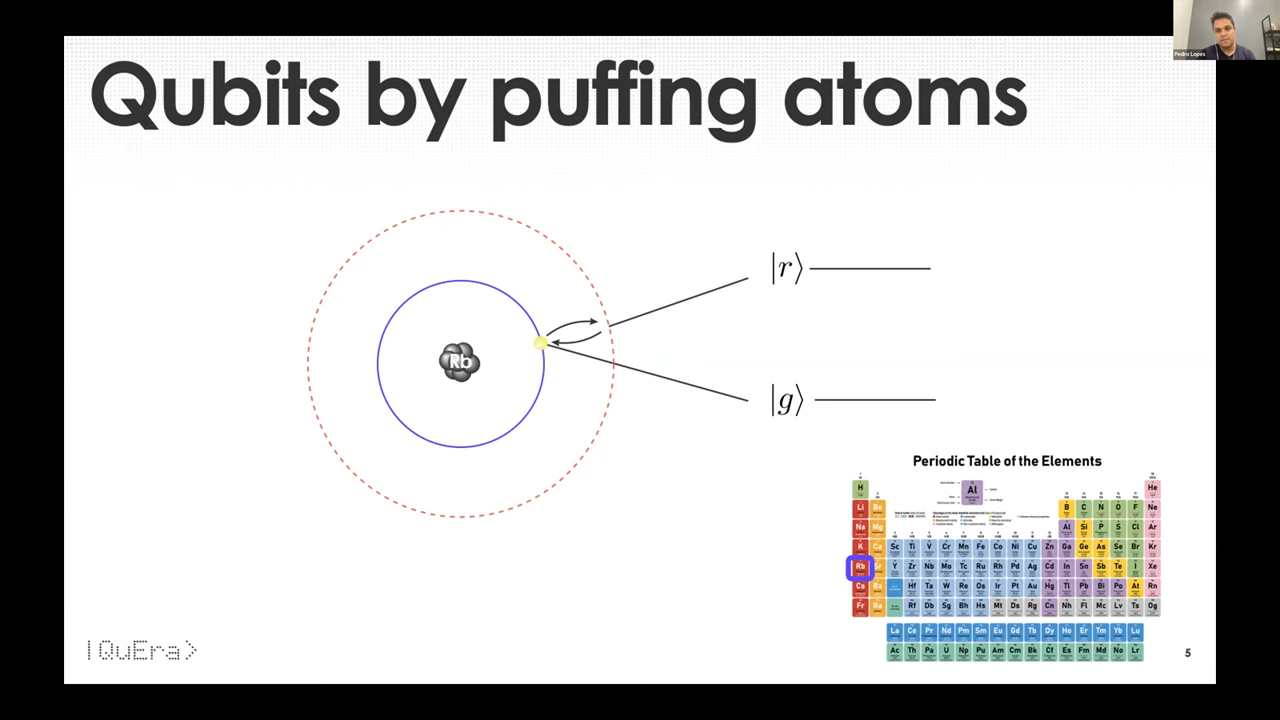 Pedro Lopes
Qubits by puffing atoms
|r⟩
Rb
|g⟩
Periodic Table of the Elements
H He
Al
Li Be B C N O F Ne
Na Mg Al Si P S Cl Ar
K Ca Sc Ti V Cr Mn Fe Co Ni Cu Zn Ga Ge As Se Br Kr
Rb Sr Y Zr Nb Mo Tc Ru Rh Pd Ag Cd In Sn Sb Te I Xe
Cs Ba Hf Ta W Re Os Ir Pt Au Hg Tl Pb Bi Po At Rn
Fr Ra Rf Db Sg Bh Hs Mt Ds Rg Cn Nh Fl Mc Lv Ts Og
La Ce Pr Nd Pm Sm Eu Gd Tb Dy Ho Er Tm Yb Lu
Ac Th Pa U Np Pu Am Cm Bk Cf Es Fm Md No Lr
|QuEra>
5